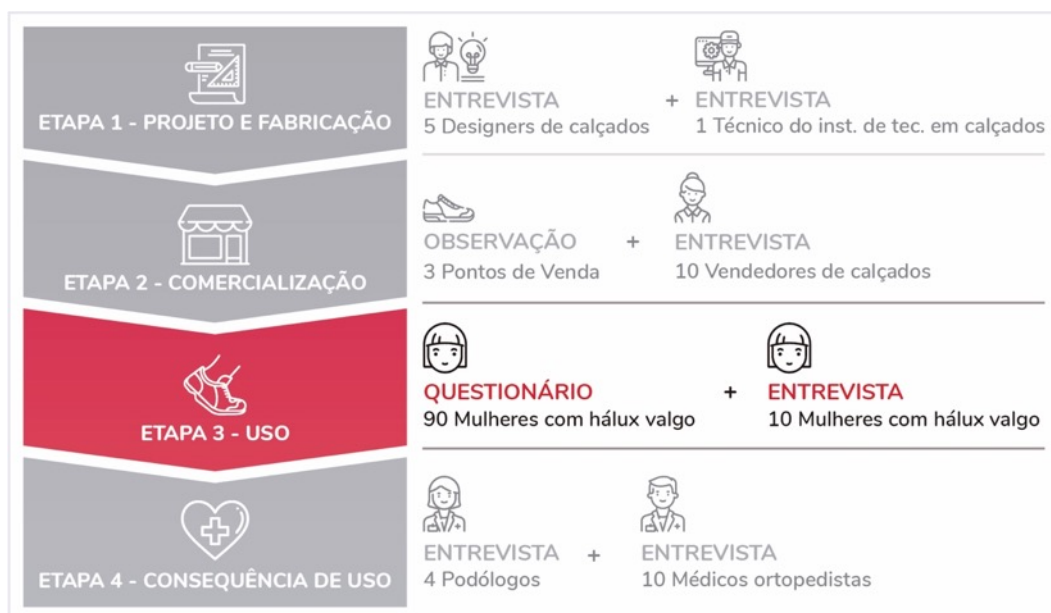 ETAPA 1 - PROJETO E FABRICAÇÃO
ENTREVISTA + ENTREVISTA
5 Designers de calçados 1 Técnico do inst. de tec. em calçados
ETAPA 2 - COMERCIALIZAÇÃO
OBSERVAÇÃO + ENTREVISTA
3 Pontos de Venda 10 Vendedores de calçados
ETAPA 3 - USO
QUESTIONÁRIO + ENTREVISTA
90 Mulheres com hálux valgo 10 Mulheres com hálux valgo
ETAPA 4 - CONSEQUÊNCIA DE USO
ENTREVISTA + ENTREVISTA
4 Podólogos 10 Médicos ortopedistas